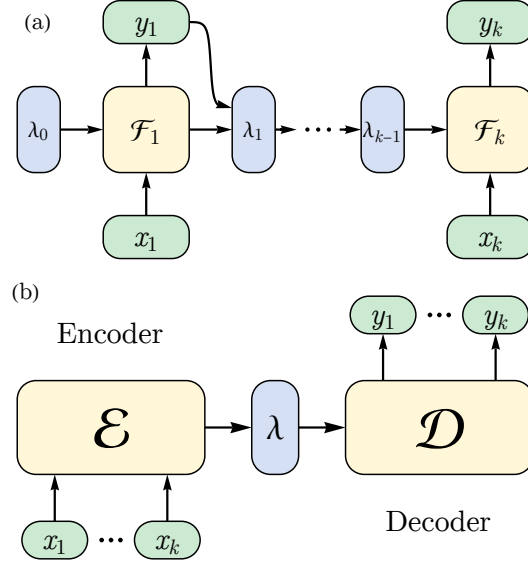 (a)
y₁ yₖ
λ₀ ℱ₁ λ₁ ··· λₖ₋₁ ℱₖ
x₁ xₖ
(b)
y₁ ··· yₖ
Encoder
ℰ λ 𝒟
x₁ ··· xₖ
Decoder